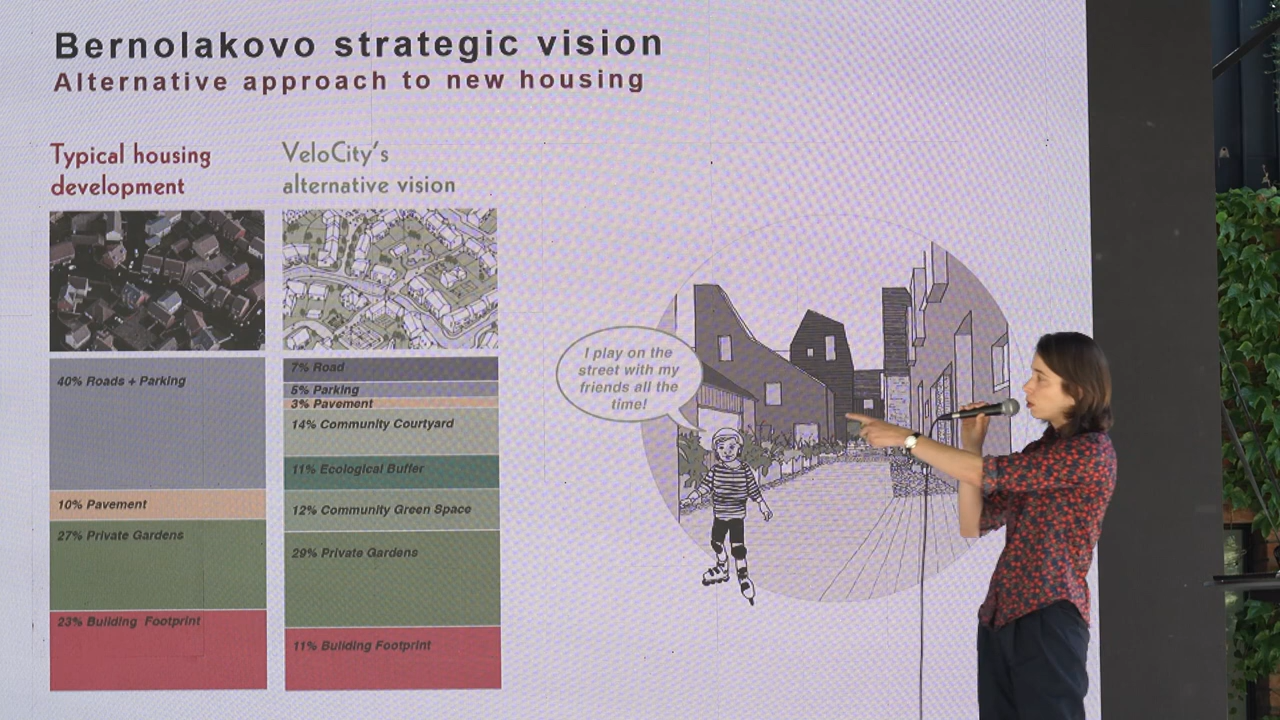 Bernolakovo strategic vision
Alternative approach to new housing
Typical housing
development
40% Roads + Parking
10% Pavement
27% Private Gardens
23% Building Footprint
VeloCity's
alternative vision
7% Road
5% Parking
3% Pavement
14% Community Courtyard
11% Ecological Buffer
12% Community Green Space
29% Private Gardens
11% Building Footprint
I play on the
street with my
friends all the
time!